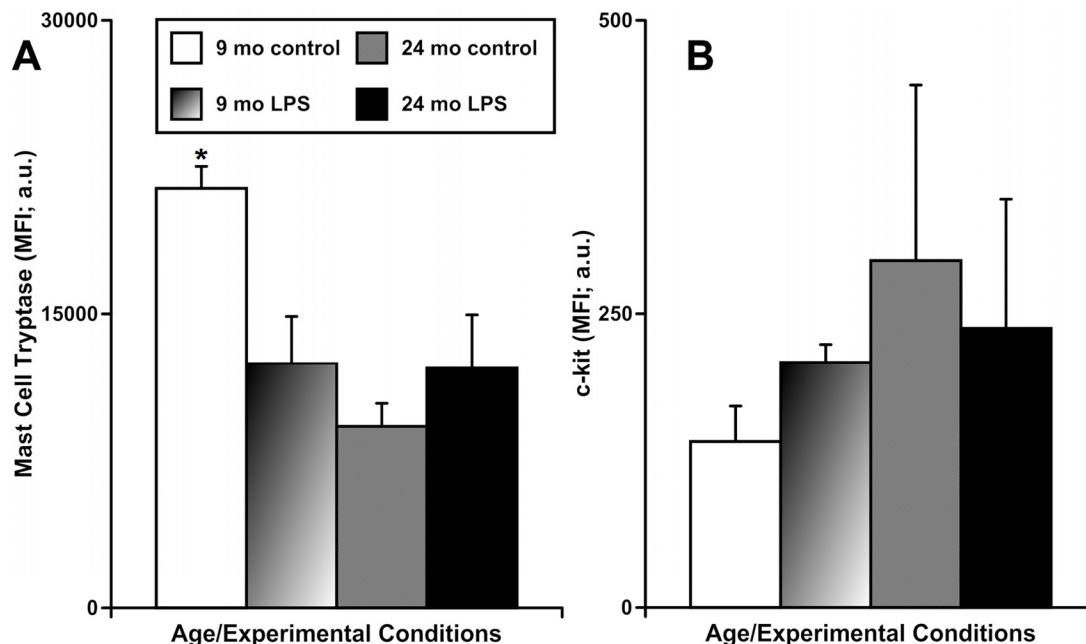 A
30000
15000
0
Mast Cell Tryptase (MFI; a.u.)
9 mo control
24 mo control
9 mo LPS
24 mo LPS
*
Age/Experimental Conditions
B
500
250
0
c-kit (MFI; a.u.)
Age/Experimental Conditions